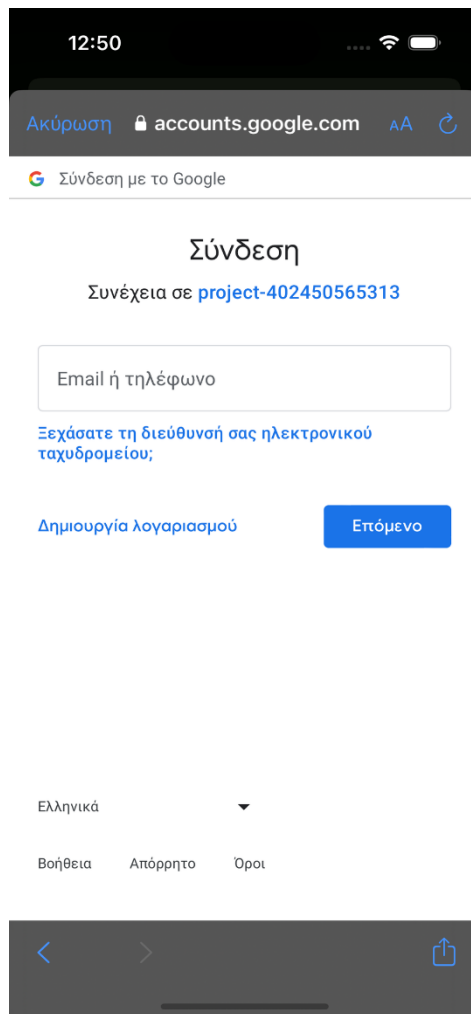 12:50
Ακύρωση accounts.google.com AA
G Σύνδεση με το Google
Σύνδεση
Συνέχεια σε project-402450565313
Email ή τηλέφωνο
Ξεχάσατε τη διεύθυνσή σας ηλεκτρονικού
ταχυδρομείου;
Δημιουργία λογαριασμού Επόμενο
Ελληνικά
Βοήθεια Απόρρητο Όροι